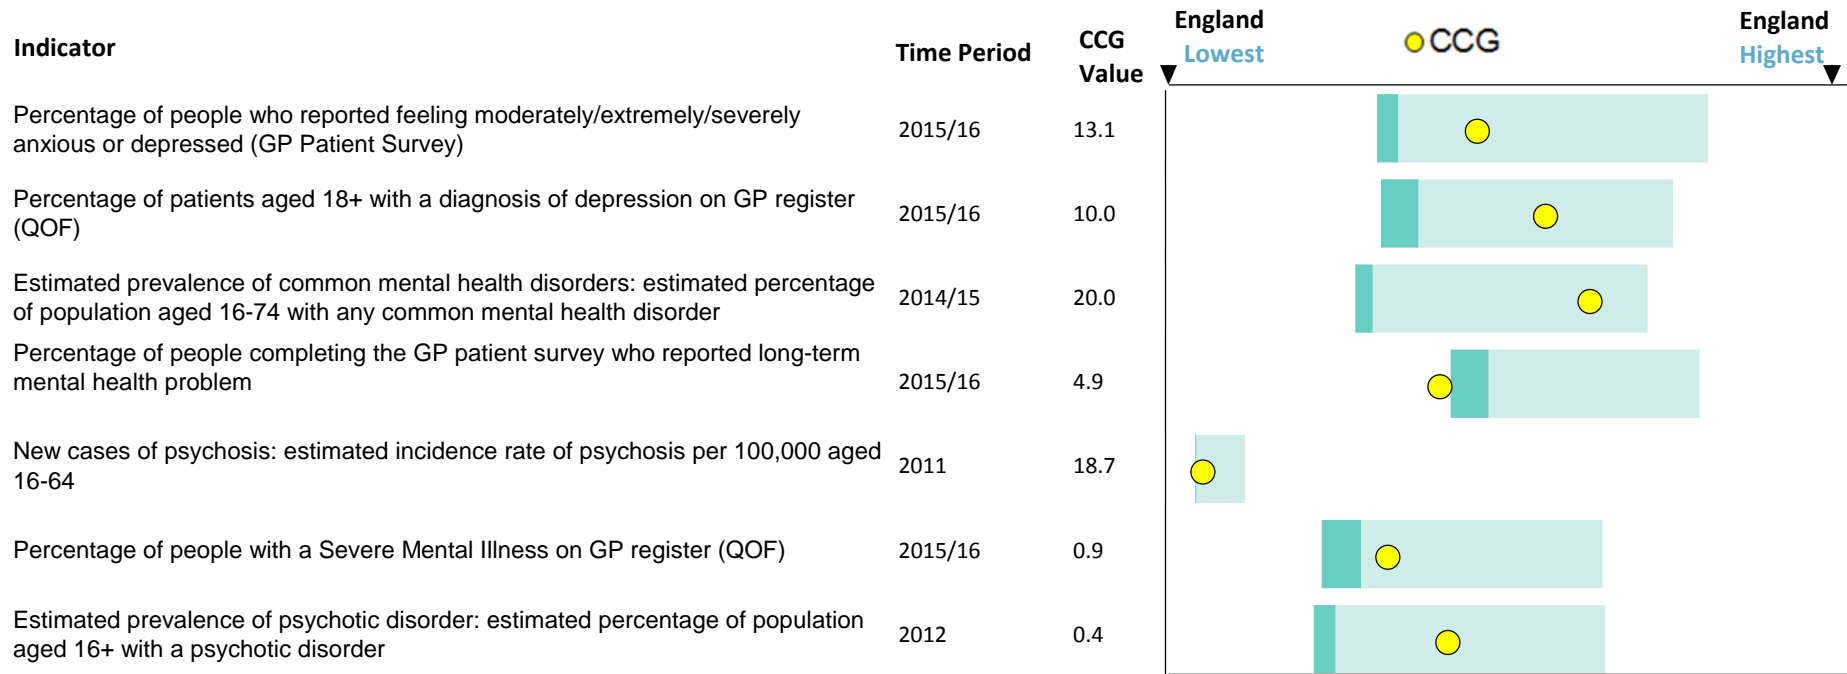 Indicator
Time Period
CCG
Value
England
Lowest
CCG
England
Highest
Percentage of people who reported feeling moderately/extremely/severely
anxious or depressed (GP Patient Survey)
2015/16
13.1
Percentage of patients aged 18+ with a diagnosis of depression on GP register
(QOF)
2015/16
10.0
Estimated prevalence of common mental health disorders: estimated percentage
of population aged 16-74 with any common mental health disorder
2014/15
20.0
Percentage of people completing the GP patient survey who reported long-term
mental health problem
2015/16
4.9
New cases of psychosis: estimated incidence rate of psychosis per 100,000 aged
16-64
2011
18.7
Percentage of people with a Severe Mental Illness on GP register (QOF)
2015/16
0.9
Estimated prevalence of psychotic disorder: estimated percentage of population
aged 16+ with a psychotic disorder
2012
0.4